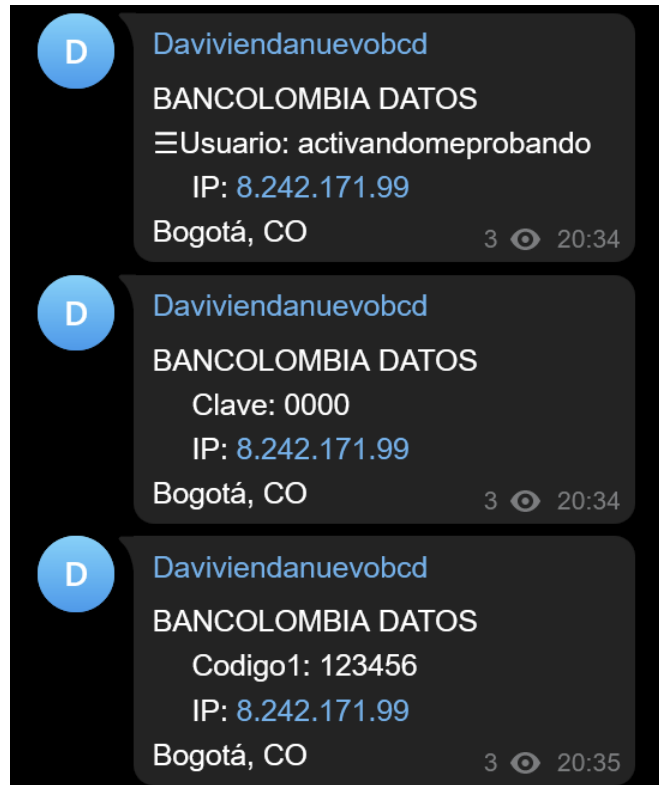 D
Daviviendanuevobcd
BANCOLOMBIA DATOS
☰Usuario: activandomeprobando
IP: 8.242.171.99
Bogotá, CO
3 20:34
D
Daviviendanuevobcd
BANCOLOMBIA DATOS
Clave: 0000
IP: 8.242.171.99
Bogotá, CO
3 20:34
D
Daviviendanuevobcd
BANCOLOMBIA DATOS
Codigo1: 123456
IP: 8.242.171.99
Bogotá, CO
3 20:35